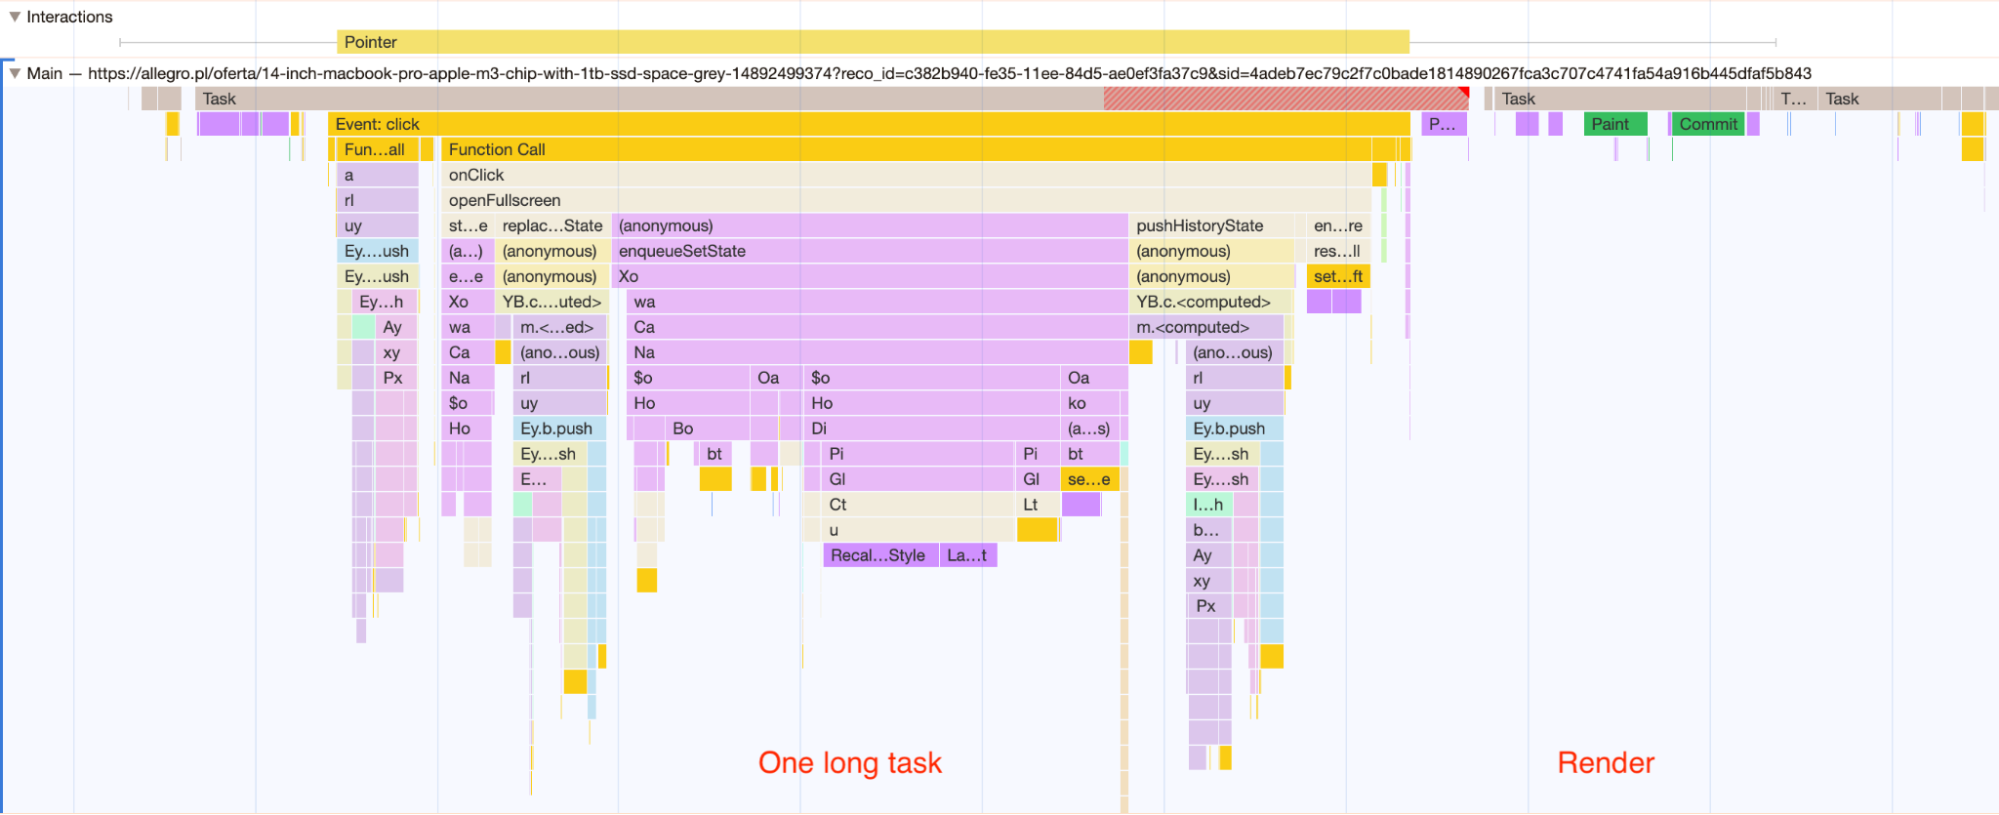 Interactions
Pointer
Main — https://allegro.pl/oferta/14-inch-macbook-pro-apple-m3-chip-with-1tb-ssd-space-grey-14892499374?reco_id=c382b940-fe35-11ee-84d5-ae0ef3fa37c9&sid=4adeb7ec79c2f7c0bade1814890267fca3c707c4741fa54a916b445dfaf5b843
Task Task T… Task
Event: click P… Paint Commit
Fun…all Function Call
a onClick
rl openFullscreen
uy st…e replac…State (anonymous) pushHistoryState en…re
Ey.…ush (a…) (anonymous) enqueueSetState (anonymous) res…ll
Ey.…ush e…e (anonymous) Xo (anonymous) set…ft
Ey…h Xo YB.c.…uted> wa YB.c.<computed>
Ay wa m.<…ed> Ca m.<computed>
xy Ca (ano…ous) Na (ano…ous)
Px Na rl $o Oa $o Oa rl
$o uy Ho Ho ko uy
Ho Ey.b.push Bo Di (a…s) Ey.b.push
Ey.…sh bt Pi Pi bt Ey.…sh
E… Gl Gl se…e Ey.…sh
Ct Lt I…h
u b…
Recal…Style La…t Ay
xy
Px
One long task Render